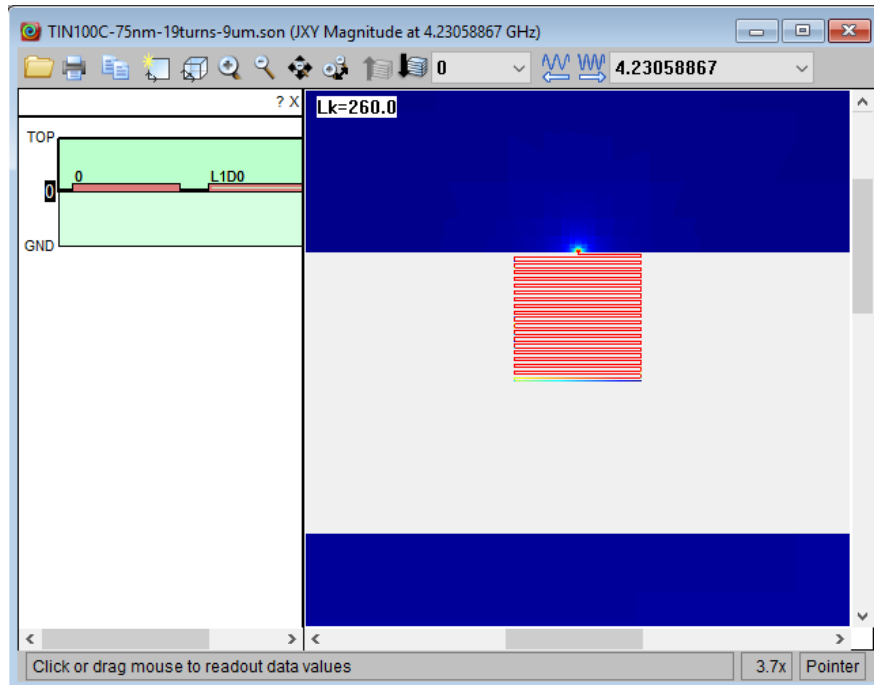 TIN100C-75nm-19turns-9um.son (JXY Magnitude at 4.23058867 GHz)
0
4.23058867
? X
Lk=260.0
TOP
0
L1D0
0
GND
Click or drag mouse to readout data values
3.7x
Pointer